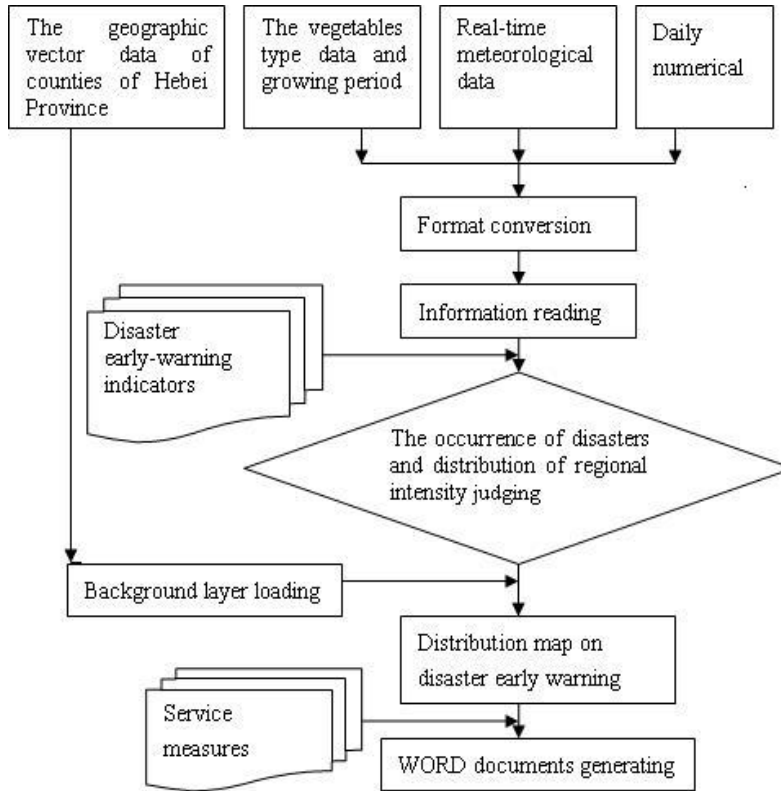 The geographic
vector data of
counties of Hebei
Province
The vegetables
type data and
growing period
Real-time
meteorological
data
Daily
numerical
Format conversion
Information reading
Disaster
early-warning
indicators
The occurrence of disasters
and distribution of regional
intensity judging
Background layer loading
Distribution map on
disaster early warning
Service
measures
WORD documents generating